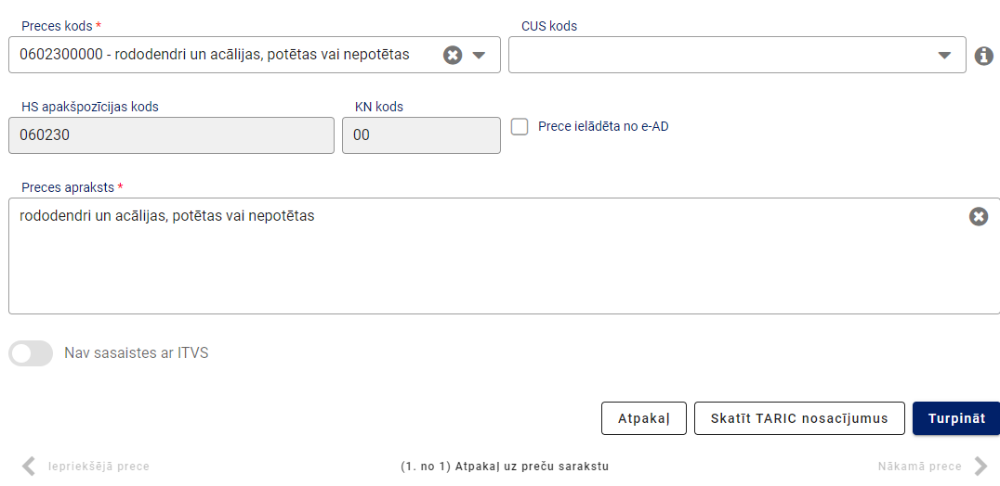 Preces kods *
CUS kods
0602300000 - rododendri un acālijas, potētas vai nepotētas
HS apakšpozīcijas kods
KN kods
060230
00
Prece ielādēta no e-AD
Preces apraksts *
rododendri un acālijas, potētas vai nepotētas
Nav sasaistes ar ITVS
Atpakaļ
Skatīt TARIC nosacījumus
Turpināt
Iepriekšējā prece
(1. no 1) Atpakaļ uz preču sarakstu
Nākamā prece